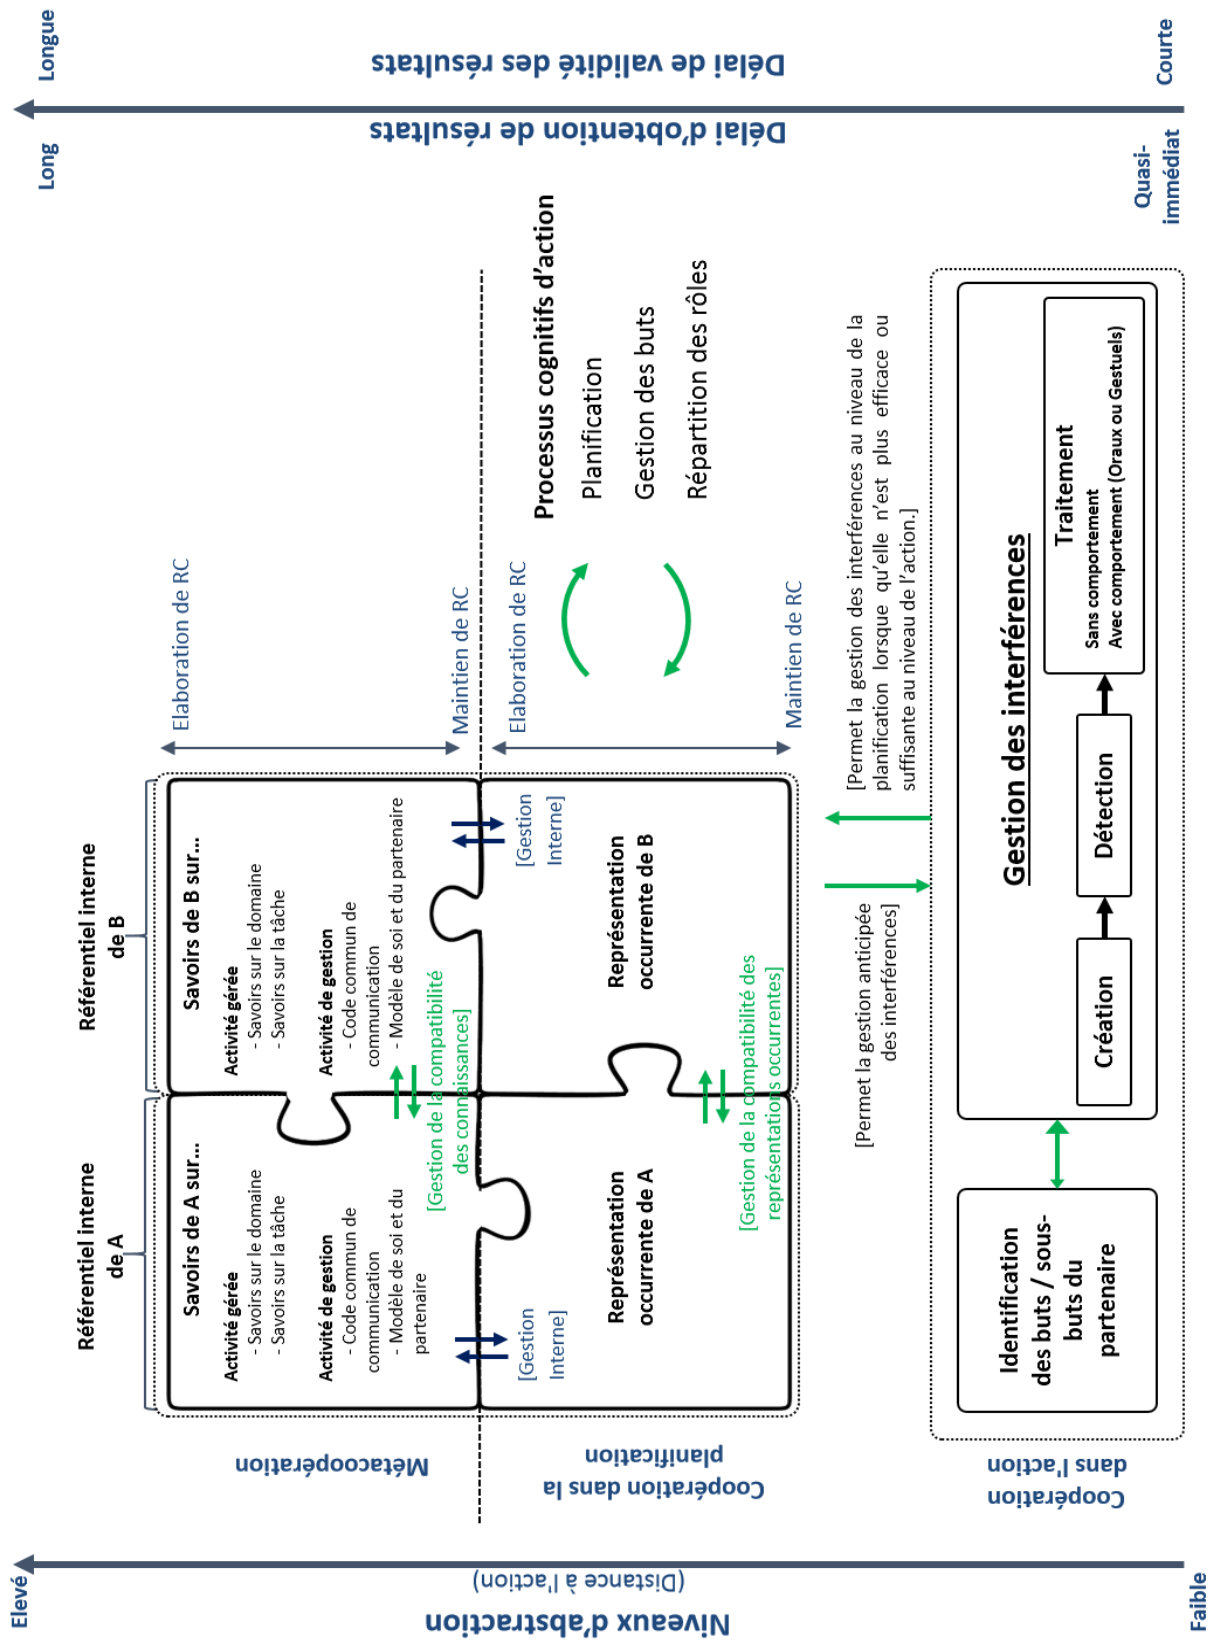 Elevé
Niveaux d'abstraction
(Distance à l'action)
Faible
Métacoopération
Coopération dans la
planification
Coopération
dans l'action
Référentiel interne
de A
Référentiel interne
de B
Savoirs de A sur...
Activité gérée
- Savoirs sur le domaine
- Savoirs sur la tâche
Activité de gestion
- Code commun de
communication
- Modèle de soi et du
partenaire
Savoirs de B sur...
Activité gérée
- Savoirs sur le domaine
- Savoirs sur la tâche
Activité de gestion
- Code commun de
communication
- Modèle de soi et du partenaire
[Gestion de la compatibilité
des connaissances]
[Gestion
Interne]
[Gestion
Interne]
Représentation
occurrente de A
Représentation
occurrente de B
[Gestion de la compatibilité des
représentations occurrentes]
Elaboration de RC
Maintien de RC
Elaboration de RC
Maintien de RC
Processus cognitifs d'action
Planification
Gestion des buts
Répartition des rôles
[Permet la gestion anticipée
des interférences]
[Permet la gestion des interférences au niveau de la
planification lorsque qu'elle n'est plus efficace ou
suffisante au niveau de l'action.]
Identification
des buts / sous-
buts du
partenaire
Gestion des interférences
Création
Détection
Traitement
Sans comportement
Avec comportement (Oraux ou Gestuels)
Long
Délai d'obtention de résultats
Quasi-
immédiat
Longue
Délai de validité des résultats
Courte